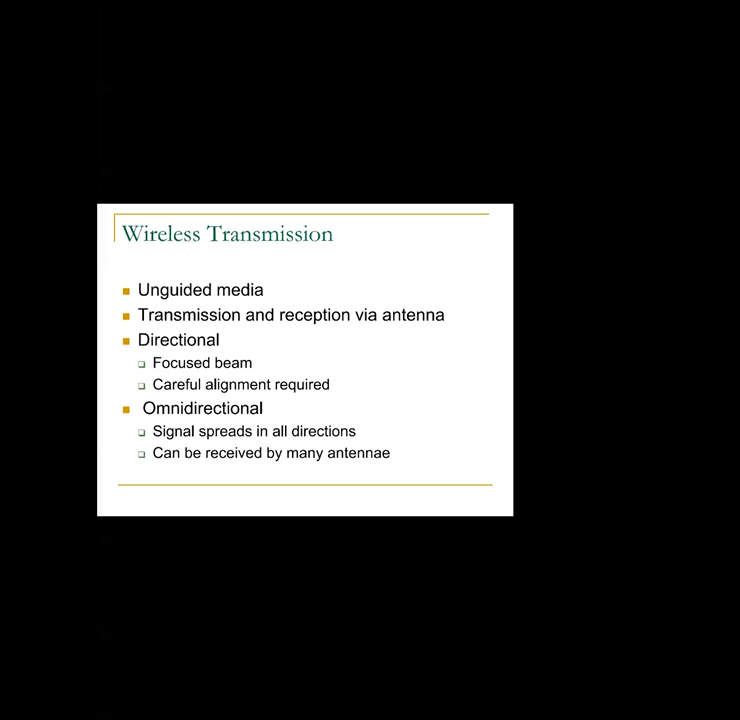 Wireless Transmission
Unguided media
Transmission and reception via antenna
Directional
Focused beam
Careful alignment required
Omnidirectional
Signal spreads in all directions
Can be received by many antennae